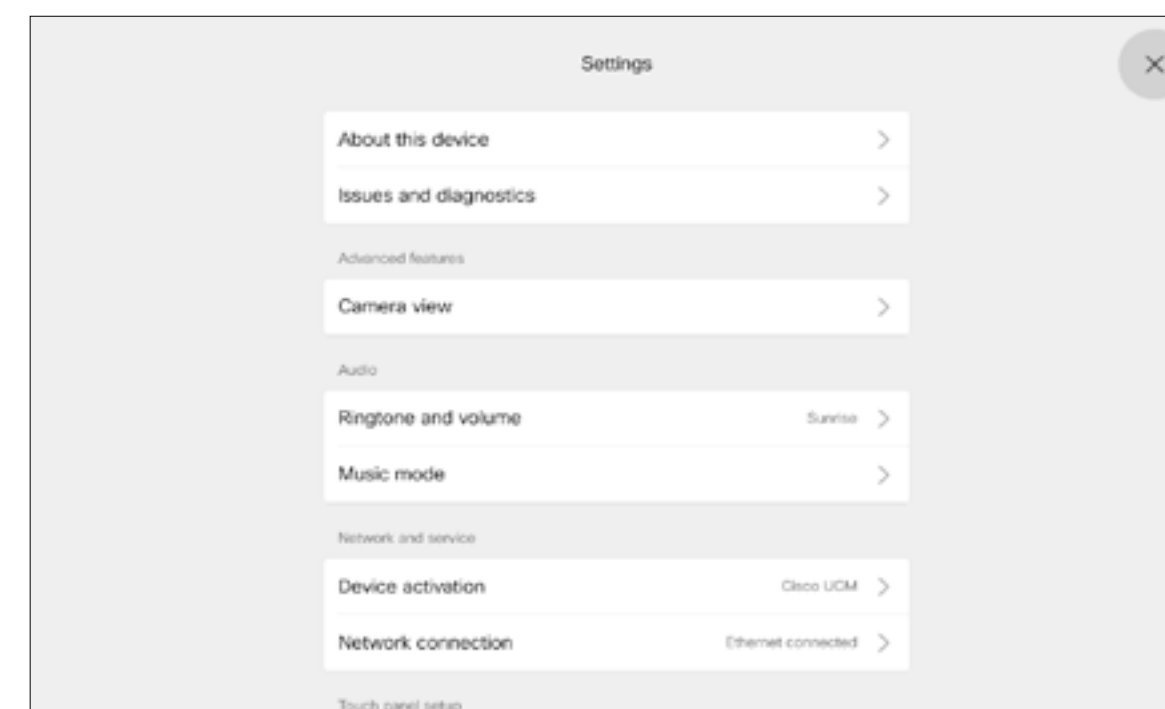 Settings
About this device
Issues and diagnostics
Advanced features
Camera view
Audio
Ringtone and volume Sunrise
Music mode
Network and service
Device activation Cisco UCM
Network connection Ethernet connected
Touch panel setup